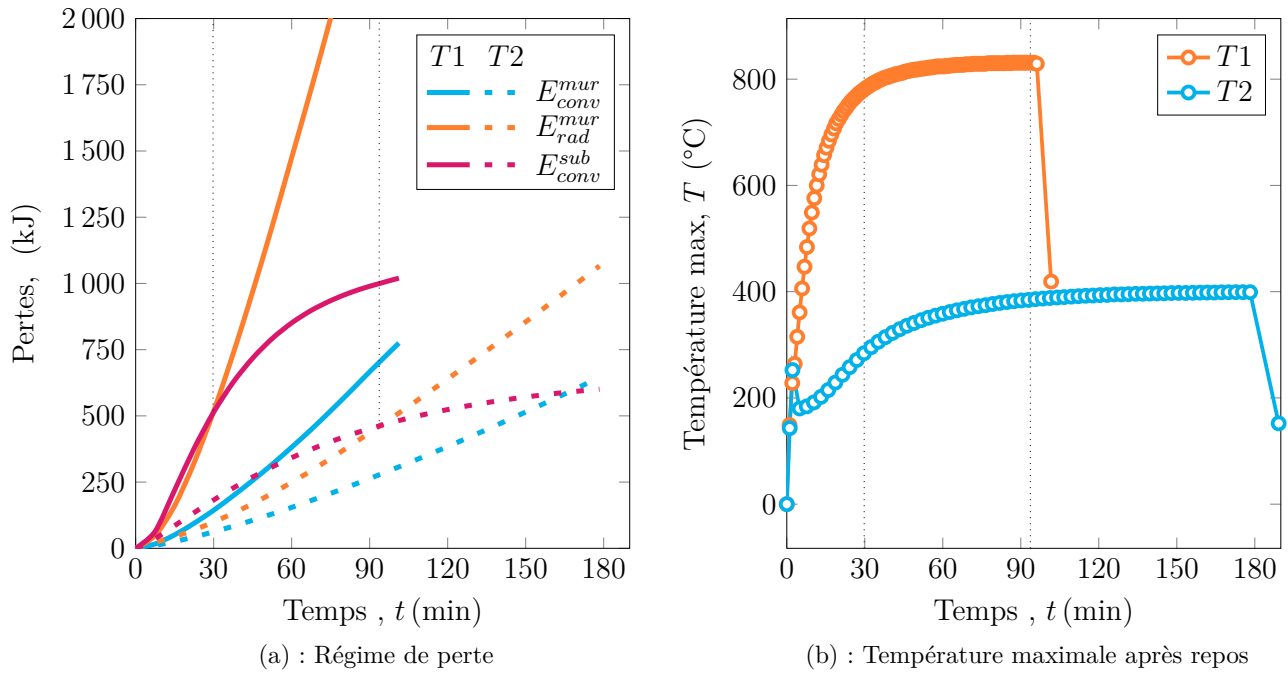 2 000
1 750
1 500
1 250
1 000
750
500
250
0
Pertes, (kJ)
T1 T2
E_{conv}^{mur}
E_{rad}^{mur}
E_{conv}^{sub}
0 30 60 90 120 150 180
Temps , t (min)
(a) : Régime de perte
800
600
400
200
0
Température max, T (°C)
T1
T2
0 30 60 90 120 150 180
Temps , t (min)
(b) : Température maximale après repos